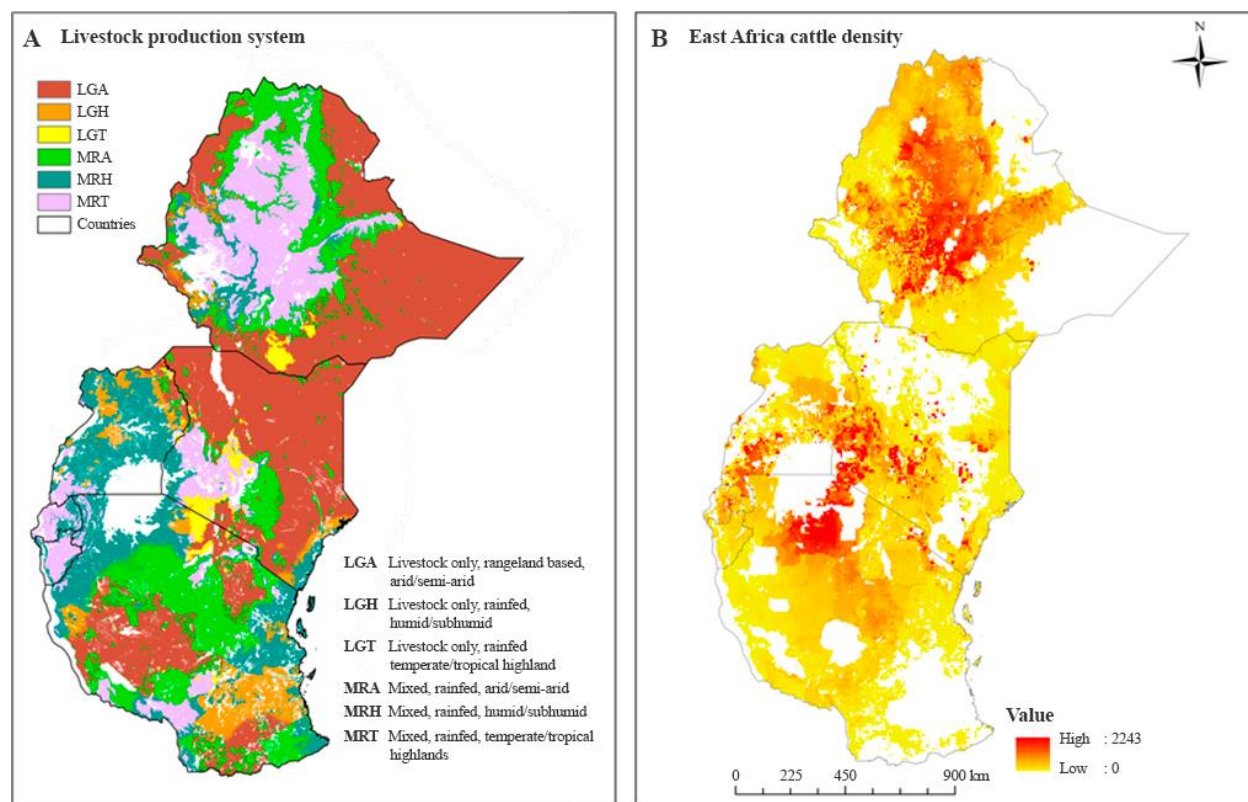 A Livestock production system
LGA
LGH
LGT
MRA
MRH
MRT
Countries
LGA Livestock only, rangeland based,
arid/semi-arid
LGH Livestock only, rainfed,
humid/subhumid
LGT Livestock only, rainfed
temperate/tropical highland
MRA Mixed, rainfed, arid/semi-arid
MRH Mixed, rainfed, humid/subhumid
MRT Mixed, rainfed, temperate/tropical
highlands
B East Africa cattle density
N
Value
High : 2243
Low : 0
0 225 450 900 km